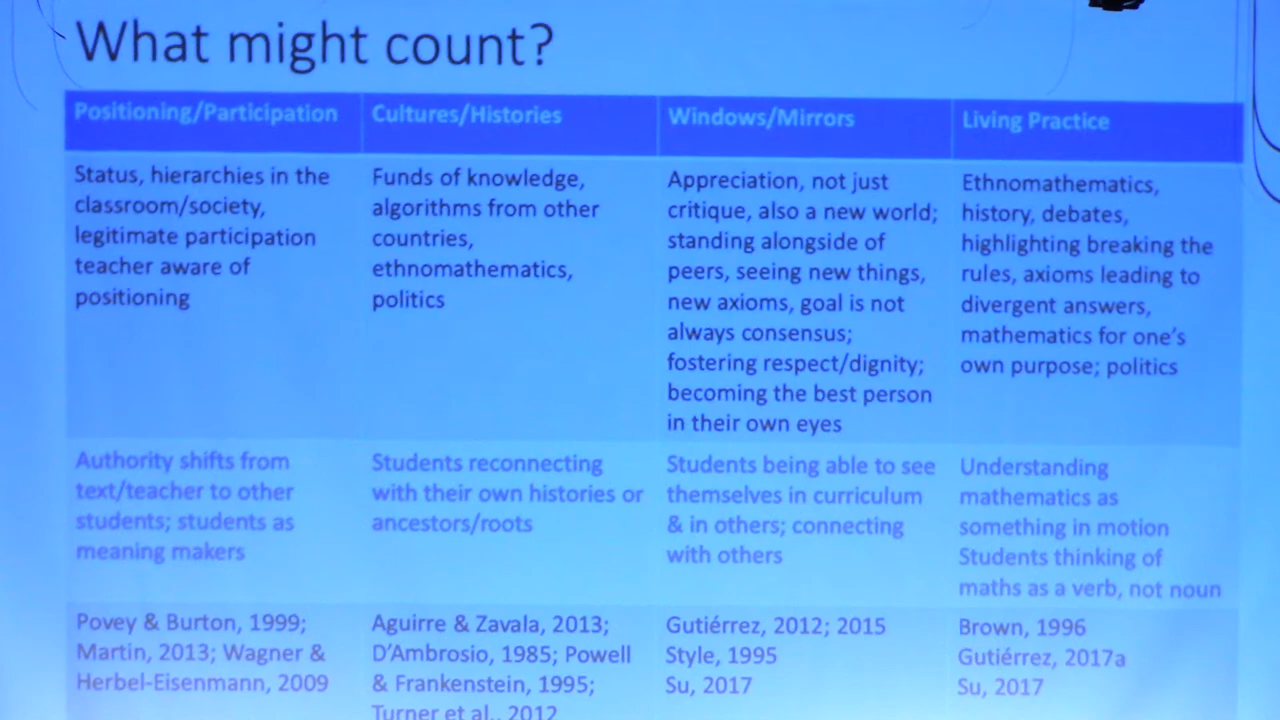 What might count?
Positioning/Participation
Cultures/Histories
Windows/Mirrors
Living Practice
Status, hierarchies in the
classroom/society,
legitimate participation
teacher aware of
positioning
Funds of knowledge,
algorithms from other
countries,
ethnomathematics,
politics
Appreciation, not just
critique, also a new world;
standing alongside of
peers, seeing new things,
new axioms, goal is not
always consensus;
fostering respect/dignity;
becoming the best person
in their own eyes
Ethnomathematics,
history, debates,
highlighting breaking the
rules, axioms leading to
divergent answers,
mathematics for one's
own purpose; politics
Authority shifts from
text/teacher to other
students; students as
meaning makers
Students reconnecting
with their own histories or
ancestors/roots
Students being able to see
themselves in curriculum
& in others; connecting
with others
Understanding
mathematics as
something in motion
Students thinking of
maths as a verb, not noun
Povey & Burton, 1999;
Martin, 2013; Wagner &
Herbel-Eisenmann, 2009
Aguirre & Zavala, 2013;
D'Ambrosio, 1985; Powell
& Frankenstein, 1995;
Turner et al., 2012
Gutiérrez, 2012; 2015
Style, 1995
Su, 2017
Brown, 1996
Gutiérrez, 2017a
Su, 2017